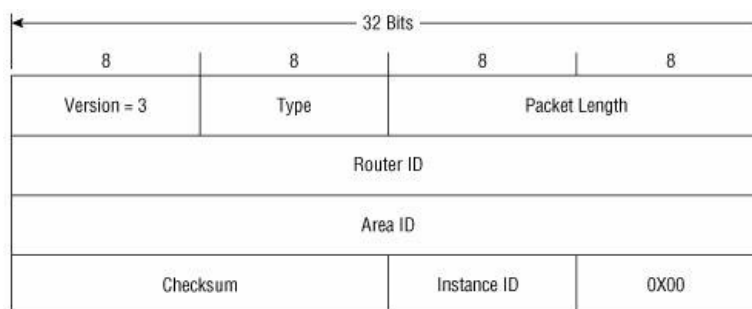 32 Bits
8 8 8 8
Version = 3 Type Packet Length
Router ID
Area ID
Checksum Instance ID 0X00